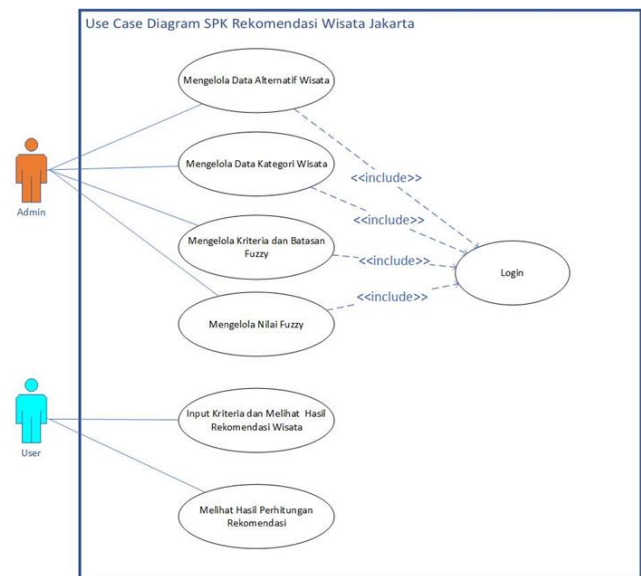 Use Case Diagram SPK Rekomendasi Wisata Jakarta
Mengelola Data Alternatif Wisata
Mengelola Data Kategori Wisata
<<include>>
Admin
<<include>>
Mengelola Kriteria dan Batasan
Fuzzy
<<include>>
Login
<<include>>
Mengelola Nilai Fuzzy
Input Kriteria dan Melihat Hasil
Rekomendasi Wisata
User
Melihat Hasil Perhitungan
Rekomendasi